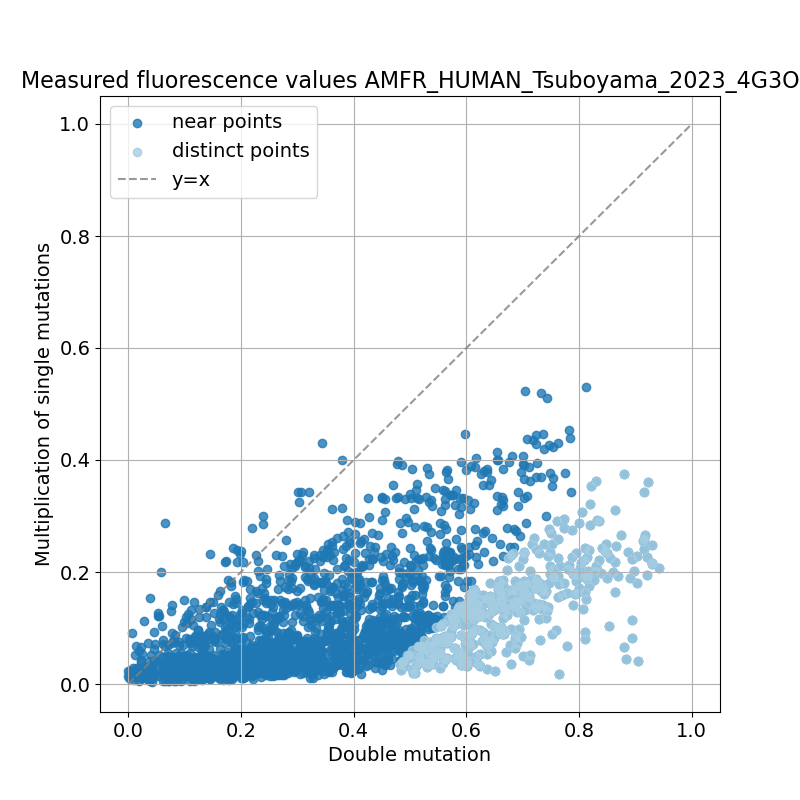 Measured fluorescence values AMFR_HUMAN_Tsuboyama_2023_4G3O
near points
distinct points
y=x
1.0
0.8
0.6
0.4
0.2
0.0
Multiplication of single mutations
0.0 0.2 0.4 0.6 0.8 1.0
Double mutation